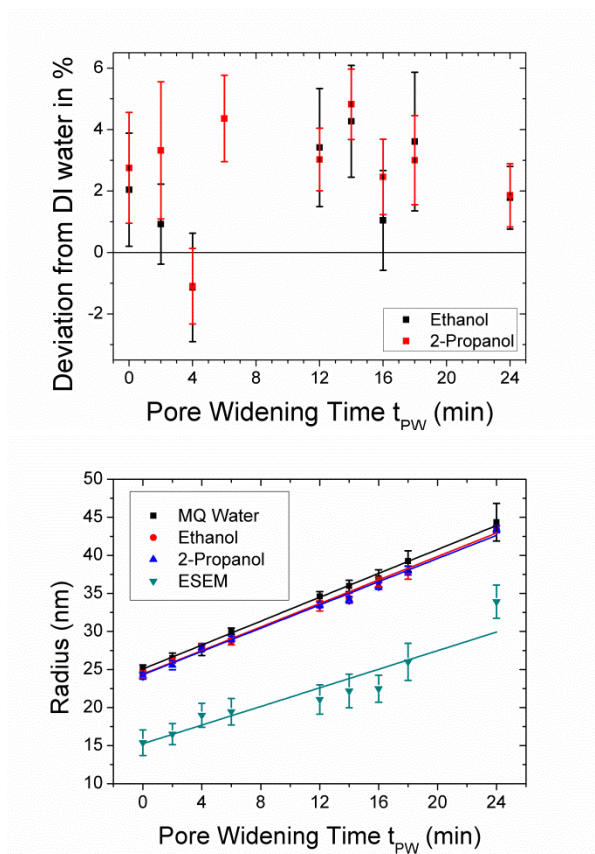 Deviation from DI water in %
6
4
2
0
-2
Ethanol
2-Propanol
0 4 8 12 16 20 24
Pore Widening Time tPW (min)
Radius (nm)
50
45
40
35
30
25
20
15
10
MQ Water
Ethanol
2-Propanol
ESEM
0 4 8 12 16 20 24
Pore Widening Time tPW (min)